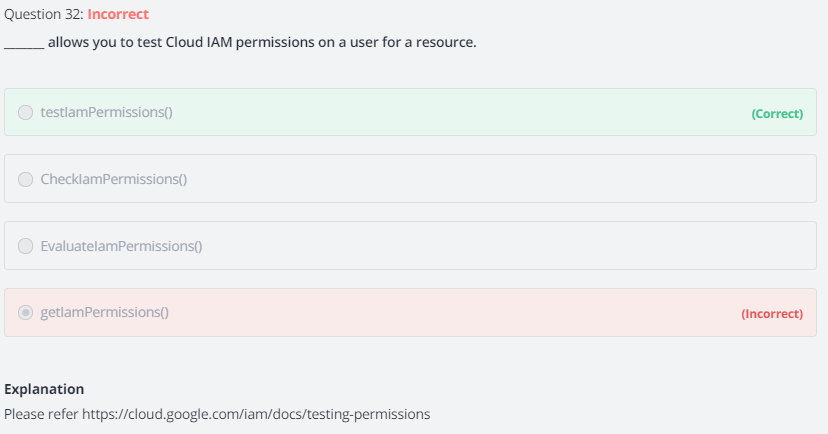 Question 32: Incorrect
_______ allows you to test Cloud IAM permissions on a user for a resource.
testIamPermissions()
(Correct)
CheckIamPermissions()
EvaluateIamPermissions()
getIamPermissions()
(Incorrect)
Explanation
Please refer https://cloud.google.com/iam/docs/testing-permissions